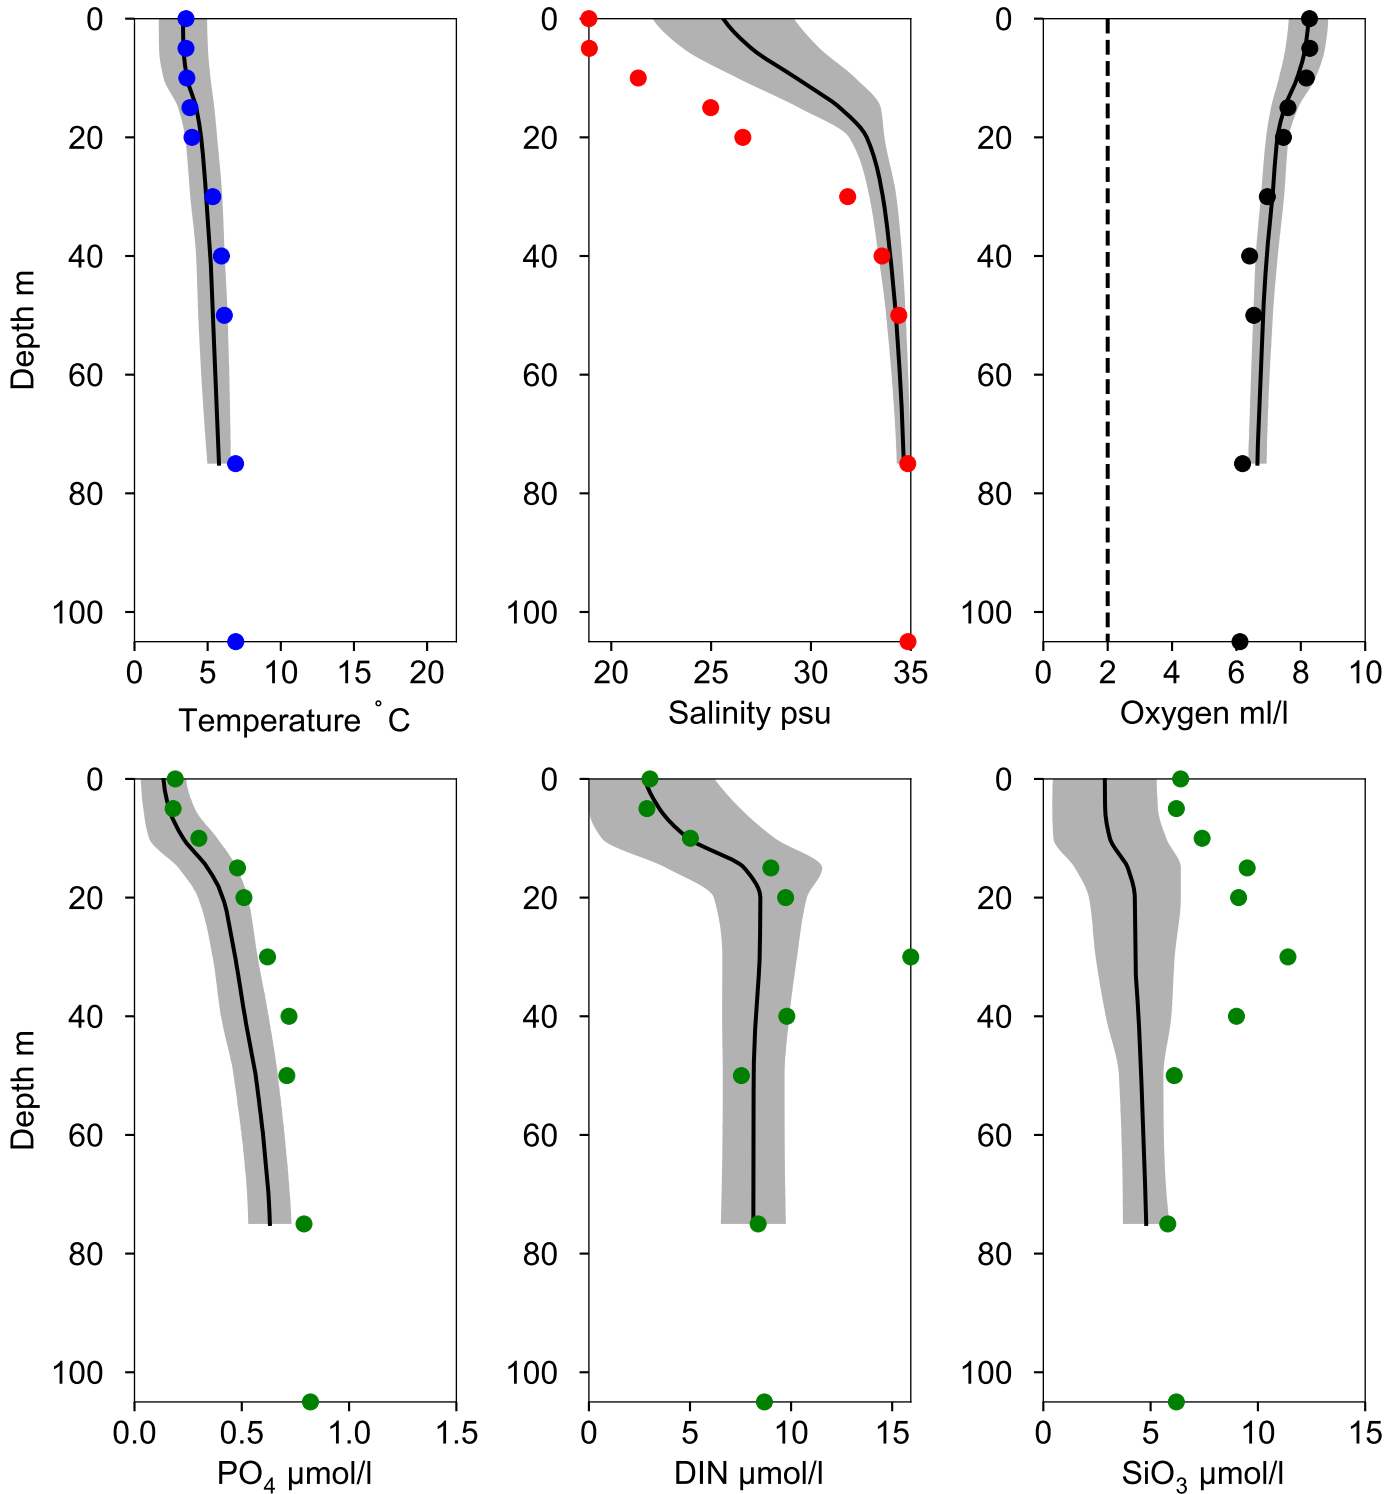 0
20
40
60
80
100
Depth m
0 5 10 15 20
Temperature °C
0
20
40
60
80
100
20 25 30 35
Salinity psu
0
20
40
60
80
100
0 2 4 6 8 10
Oxygen ml/l
0
20
40
60
80
100
Depth m
0.0 0.5 1.0 1.5
PO₄ µmol/l
0
20
40
60
80
100
0 5 10 15
DIN µmol/l
0
20
40
60
80
100
0 5 10 15
SiO₃ µmol/l